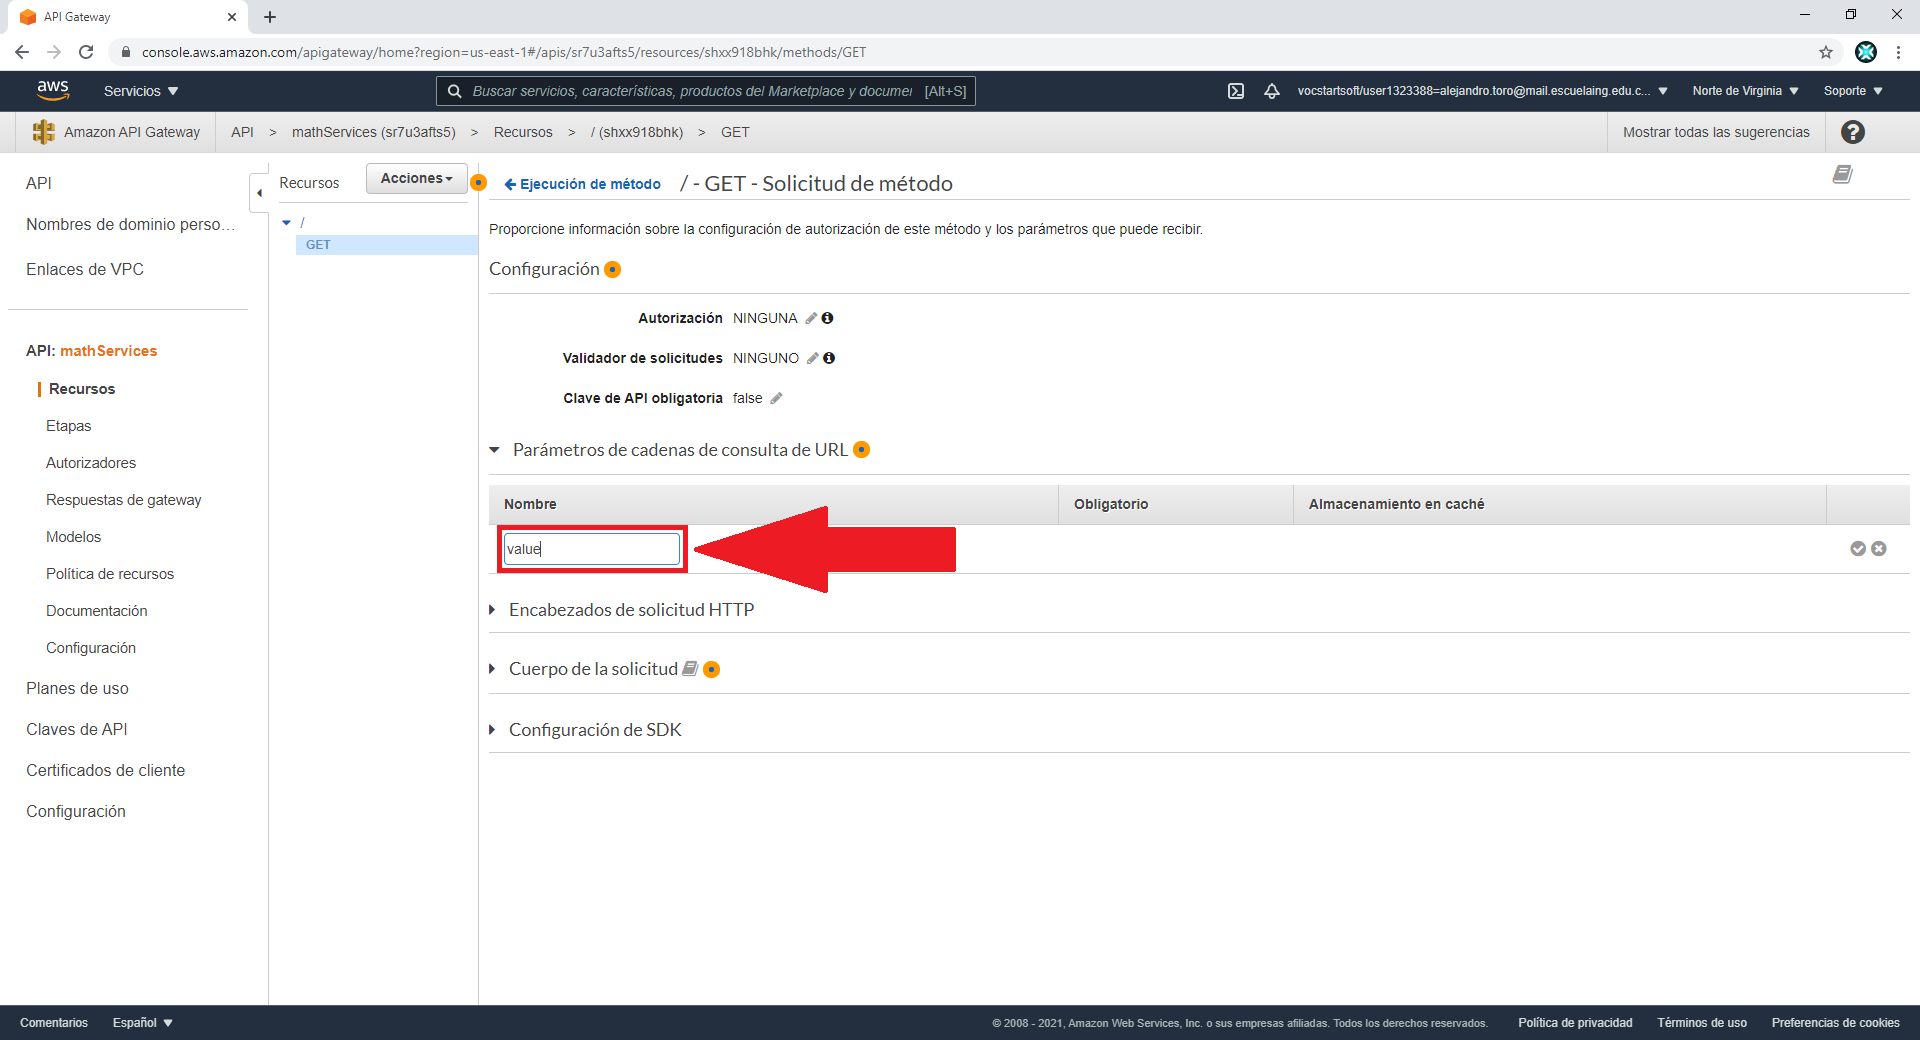 API Gateway
console.aws.amazon.com/apigateway/home?region=us-east-1#/apis/sr7u3afts5/resources/shxx918bhk/methods/GET
aws Servicios Buscar servicios, características, productos del Marketplace y documer [Alt+S] vocstartsoft/user1323388=alejandro.toro@mail.escuelaing.edu.c... Norte de Virginia Soporte
Amazon API Gateway API > mathServices (sr7u3afts5) > Recursos > / (shxx918bhk) > GET Mostrar todas las sugerencias ?
API
Nombres de dominio perso...
Enlaces de VPC
API: mathServices
Recursos
Etapas
Autorizadores
Respuestas de gateway
Modelos
Política de recursos
Documentación
Configuración
Planes de uso
Claves de API
Certificados de cliente
Configuración
Recursos Acciones
/
GET
Ejecución de método / - GET - Solicitud de método
Proporcione información sobre la configuración de autorización de este método y los parámetros que puede recibir.
Configuración
Autorización NINGUNA
Validador de solicitudes NINGUNO
Clave de API obligatoria false
Parámetros de cadenas de consulta de URL
Nombre Obligatorio Almacenamiento en caché
value
Encabezados de solicitud HTTP
Cuerpo de la solicitud
Configuración de SDK
Comentarios Español © 2008 - 2021, Amazon Web Services, Inc. o sus empresas afiliadas. Todos los derechos reservados. Política de privacidad Términos de uso Preferencias de cookies